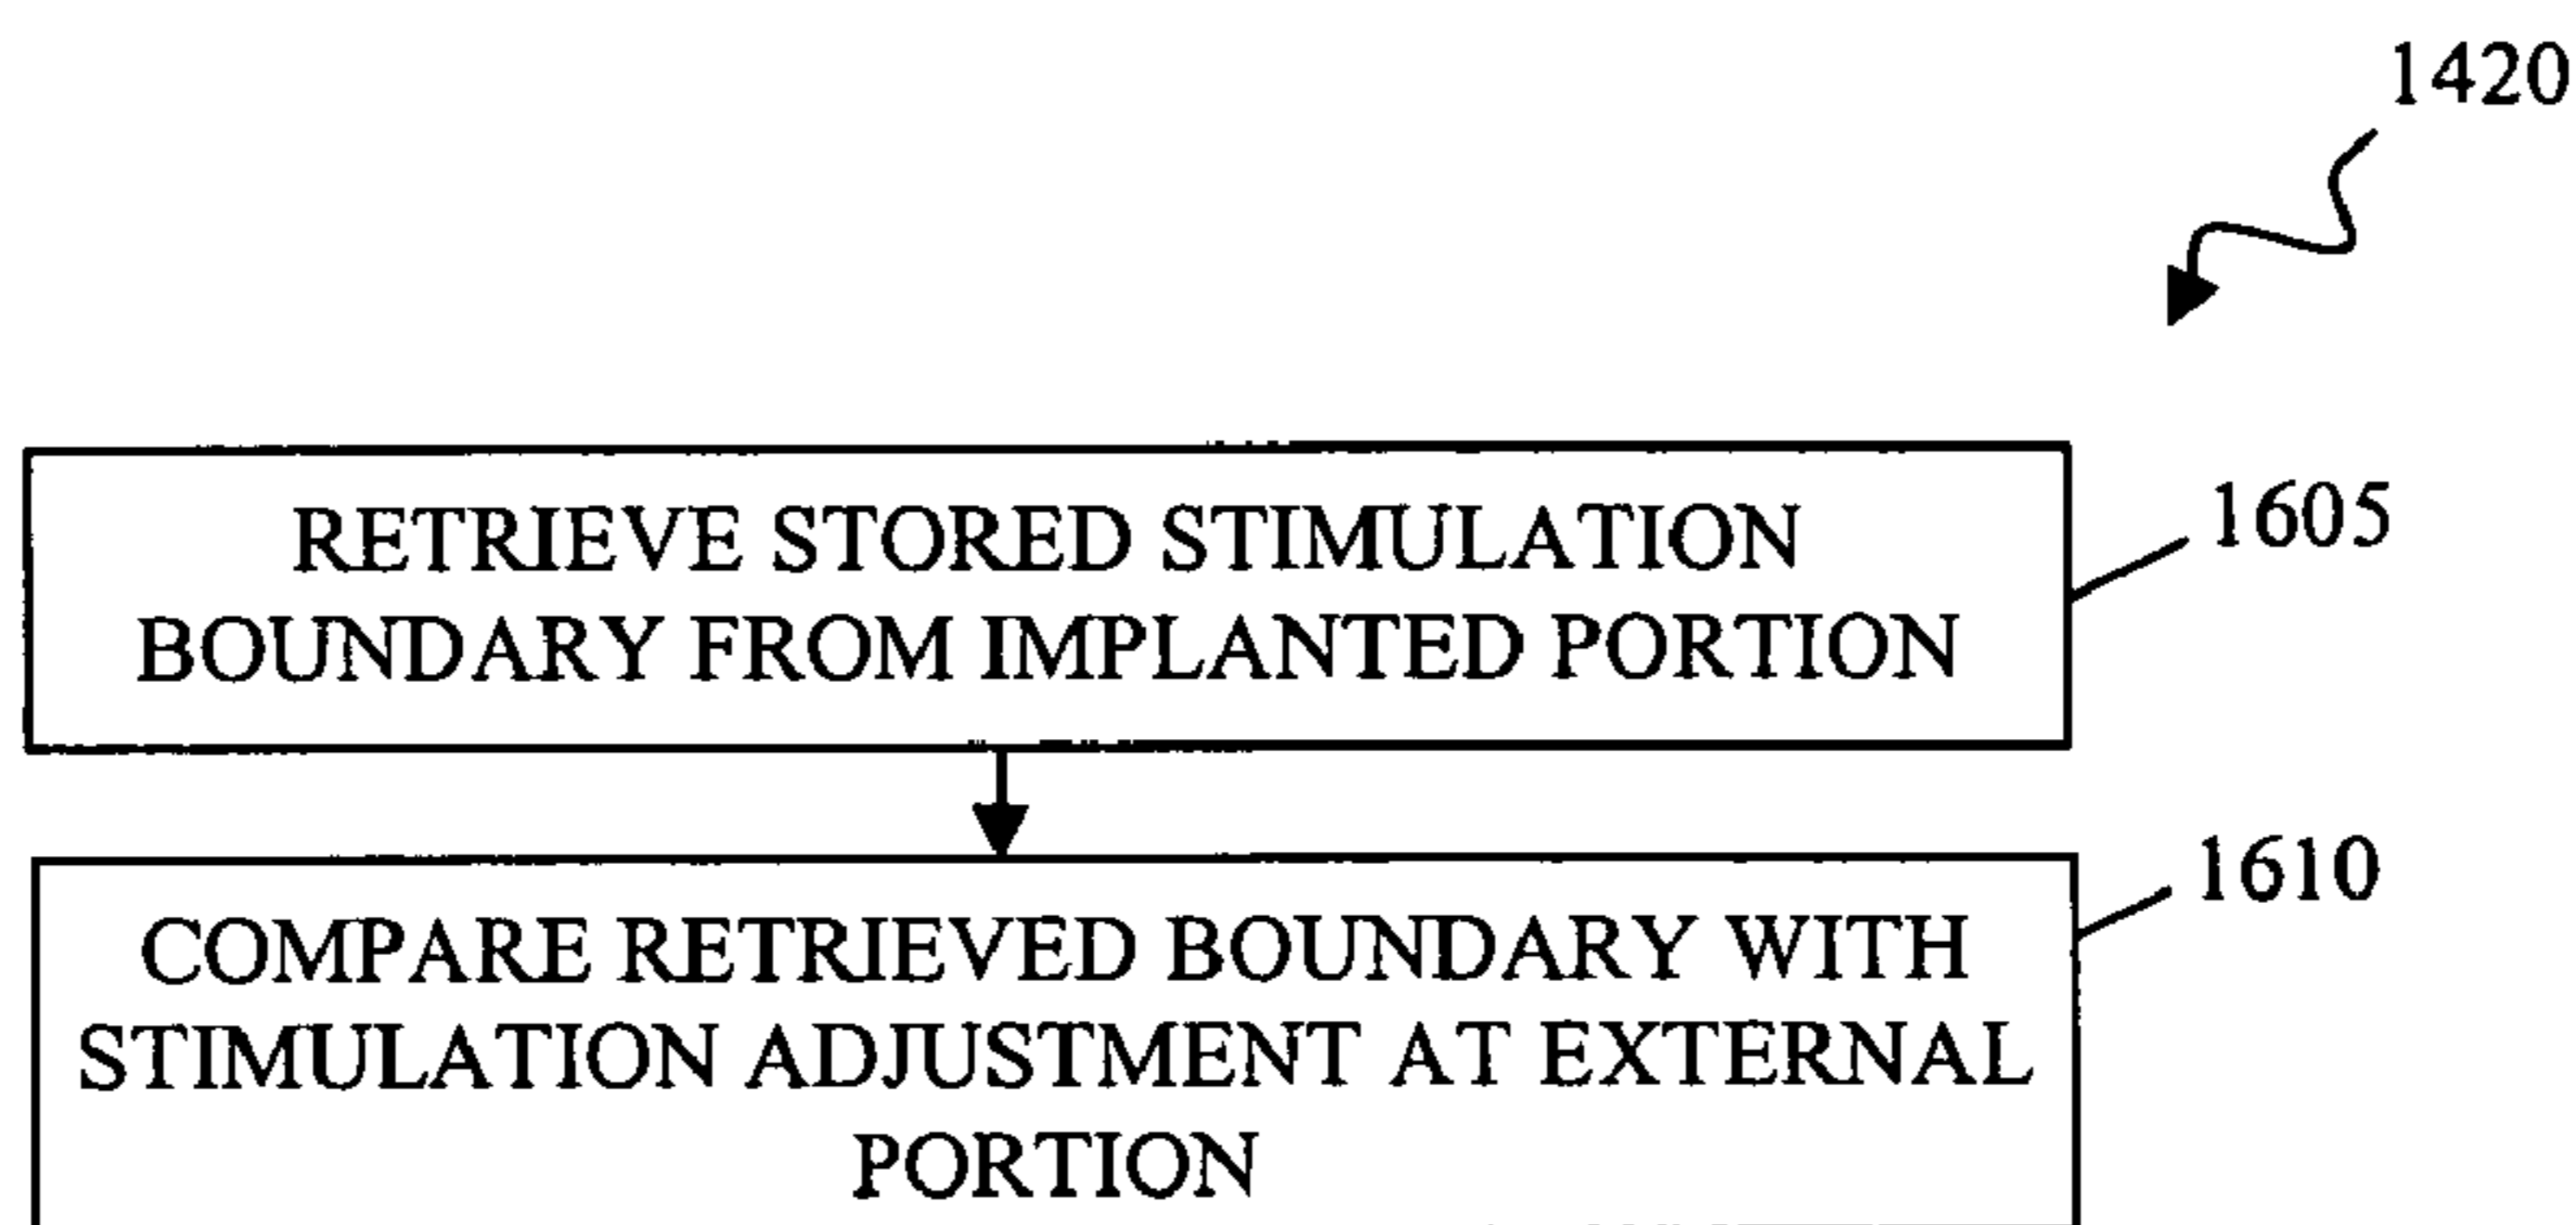 1420
RETRIEVE STORED STIMULATION
BOUNDARY FROM IMPLANTED PORTION
1605
COMPARE RETRIEVED BOUNDARY WITH
STIMULATION ADJUSTMENT AT EXTERNAL
PORTION
1610